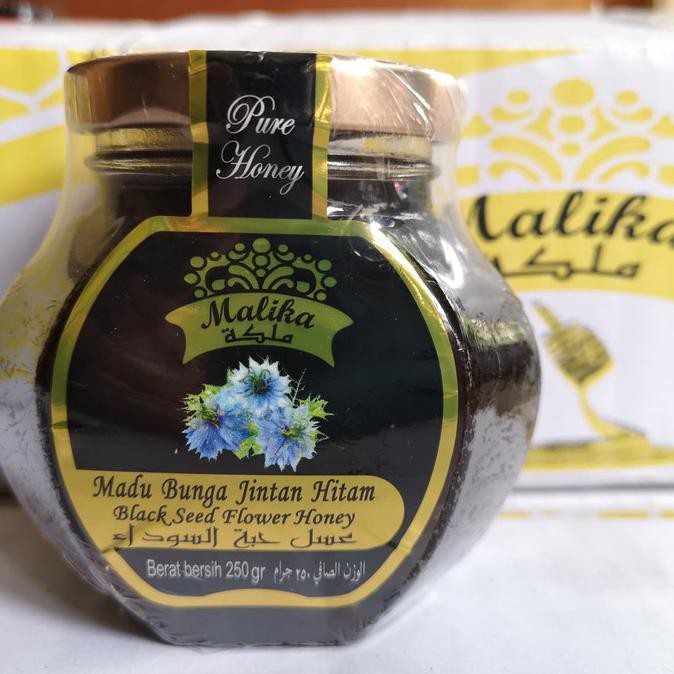 Pure
Honey
Malika
ملكة
Madu Bunga Jintan Hitam
Black Seed Flower Honey
عسل حبة السوداء
Berat bersih 250 gr الوزن الصافي ٢٥٠ جرام
Malika
ملكة